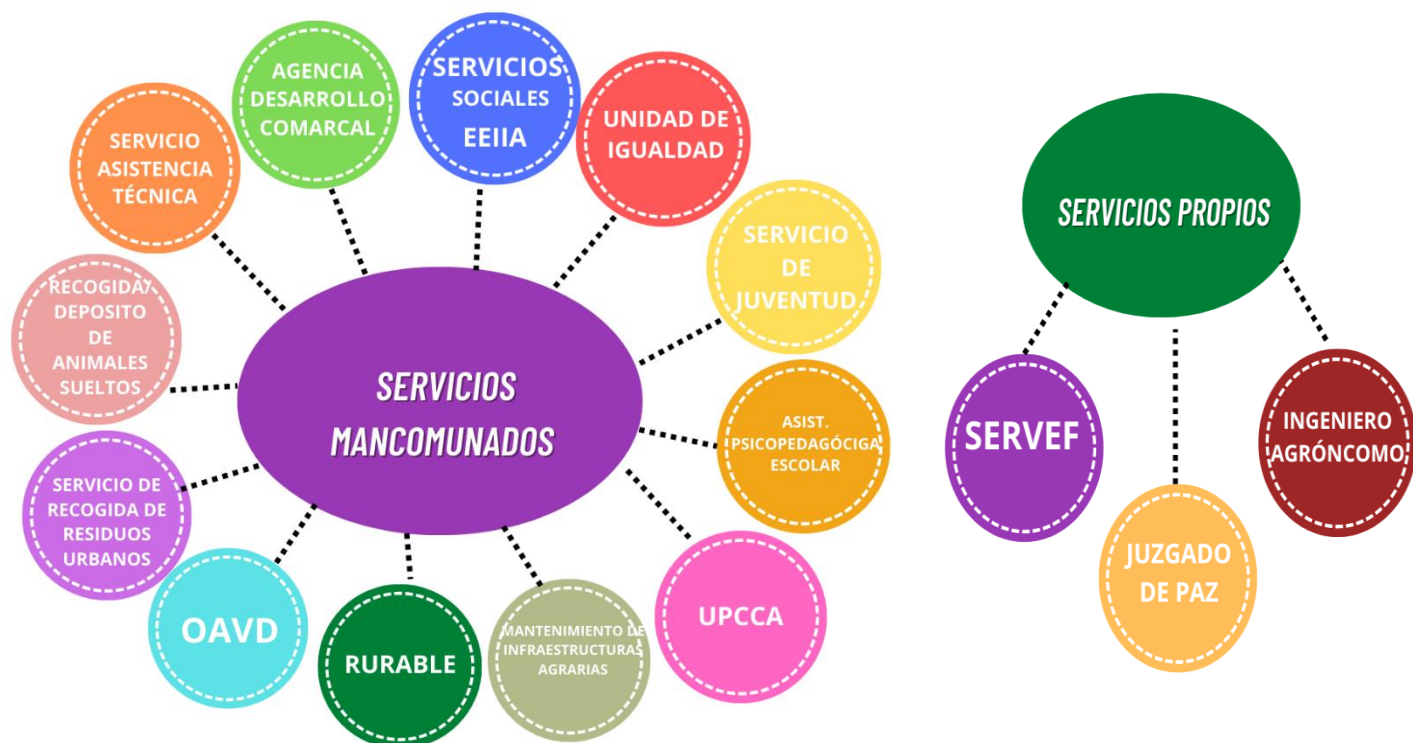 SERVICIOS
MANCOMUNADOS
SERVICIO
ASISTENCIA
TÉCNICA
AGENCIA
DESARROLLO
COMARCAL
SERVICIOS
SOCIALES
EEIIA
UNIDAD DE
IGUALDAD
SERVICIO
DE
JUVENTUD
ASIST.
PSICOPEDAGÓCIGA
ESCOLAR
UPCCA
MANTENIMIENTO DE
INFRAESTRUCTURAS
AGRARIAS
RURABLE
OAVD
SERVICIO DE
RECOGIDA DE
RESIDUOS
URBANOS
RECOGIDA/
DEPOSITO
DE
ANIMALES
SUELTOS
SERVICIOS PROPIOS
SERVEF
JUZGADO
DE PAZ
INGENIERO
AGRÓNCOMO